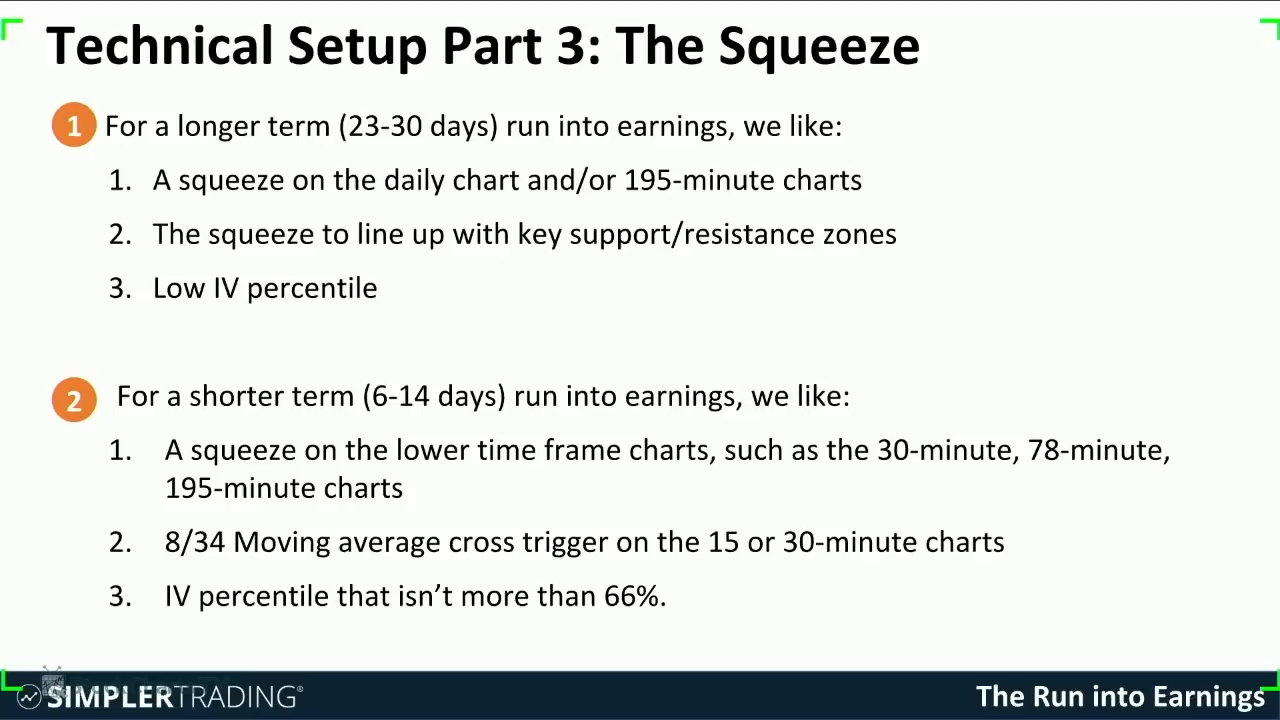 Technical Setup Part 3: The Squeeze
1 For a longer term (23-30 days) run into earnings, we like:
1. A squeeze on the daily chart and/or 195-minute charts
2. The squeeze to line up with key support/resistance zones
3. Low IV percentile
2 For a shorter term (6-14 days) run into earnings, we like:
1. A squeeze on the lower time frame charts, such as the 30-minute, 78-minute,
195-minute charts
2. 8/34 Moving average cross trigger on the 15 or 30-minute charts
3. IV percentile that isn’t more than 66%.
SIMPLERTRADING®
The Run into Earnings